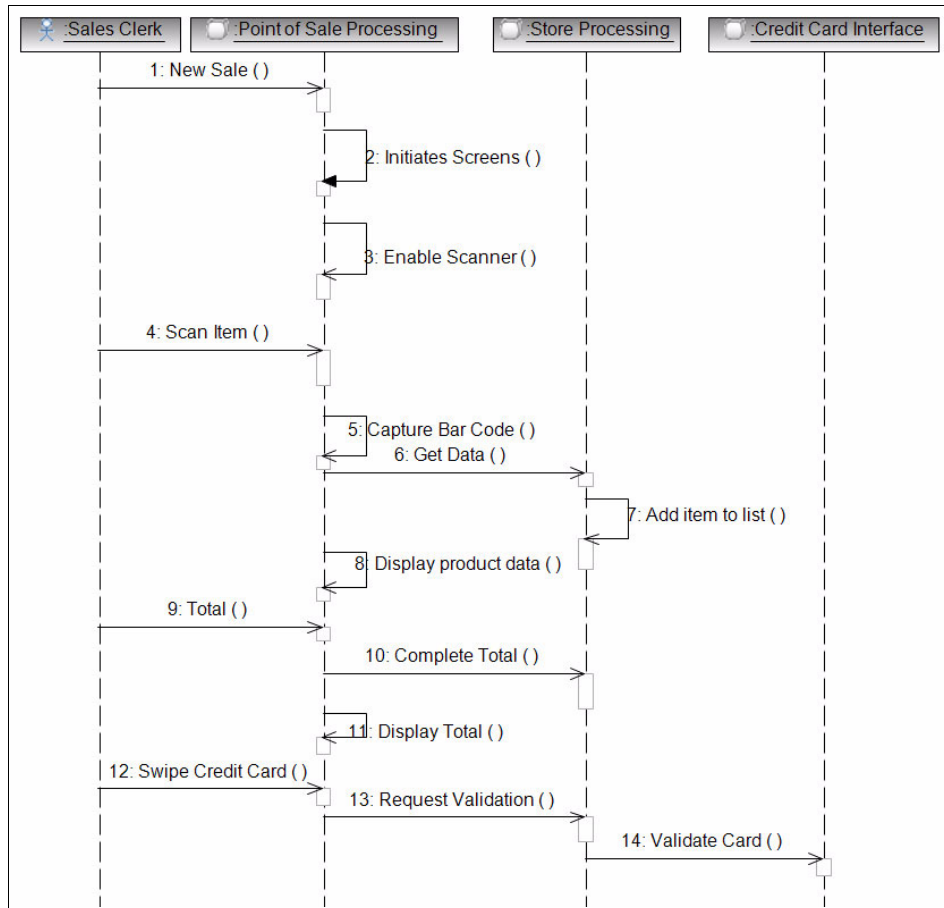 :Sales Clerk
:Point of Sale Processing
:Store Processing
:Credit Card Interface
1: New Sale ( )
2: Initiates Screens ( )
3: Enable Scanner ( )
4: Scan Item ( )
5: Capture Bar Code ( )
6: Get Data ( )
7: Add item to list ( )
8: Display product data ( )
9: Total ( )
10: Complete Total ( )
11: Display Total ( )
12: Swipe Credit Card ( )
13: Request Validation ( )
14: Validate Card ( )